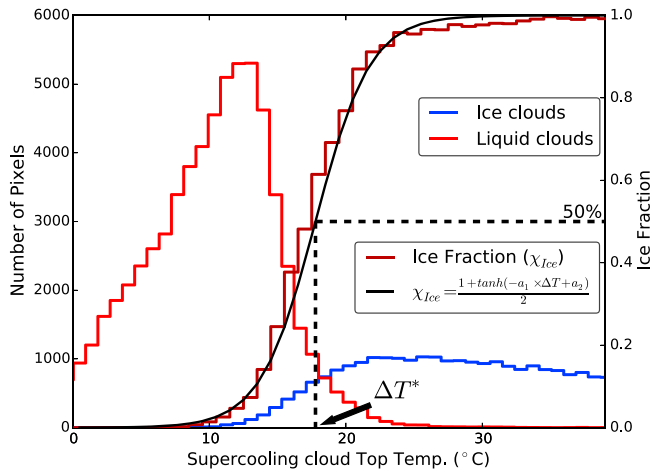 6000
5000
4000
3000
2000
1000
0
Number of Pixels
1.0
0.8
0.6
0.4
0.2
0.0
Ice Fraction
Ice clouds
Liquid clouds
50%
Ice Fraction (χ_Ice)
χ_Ice = (1+tanh(−a_1 ×ΔT+a_2))/2
ΔT*
0 10 20 30
Supercooling cloud Top Temp. (°C)